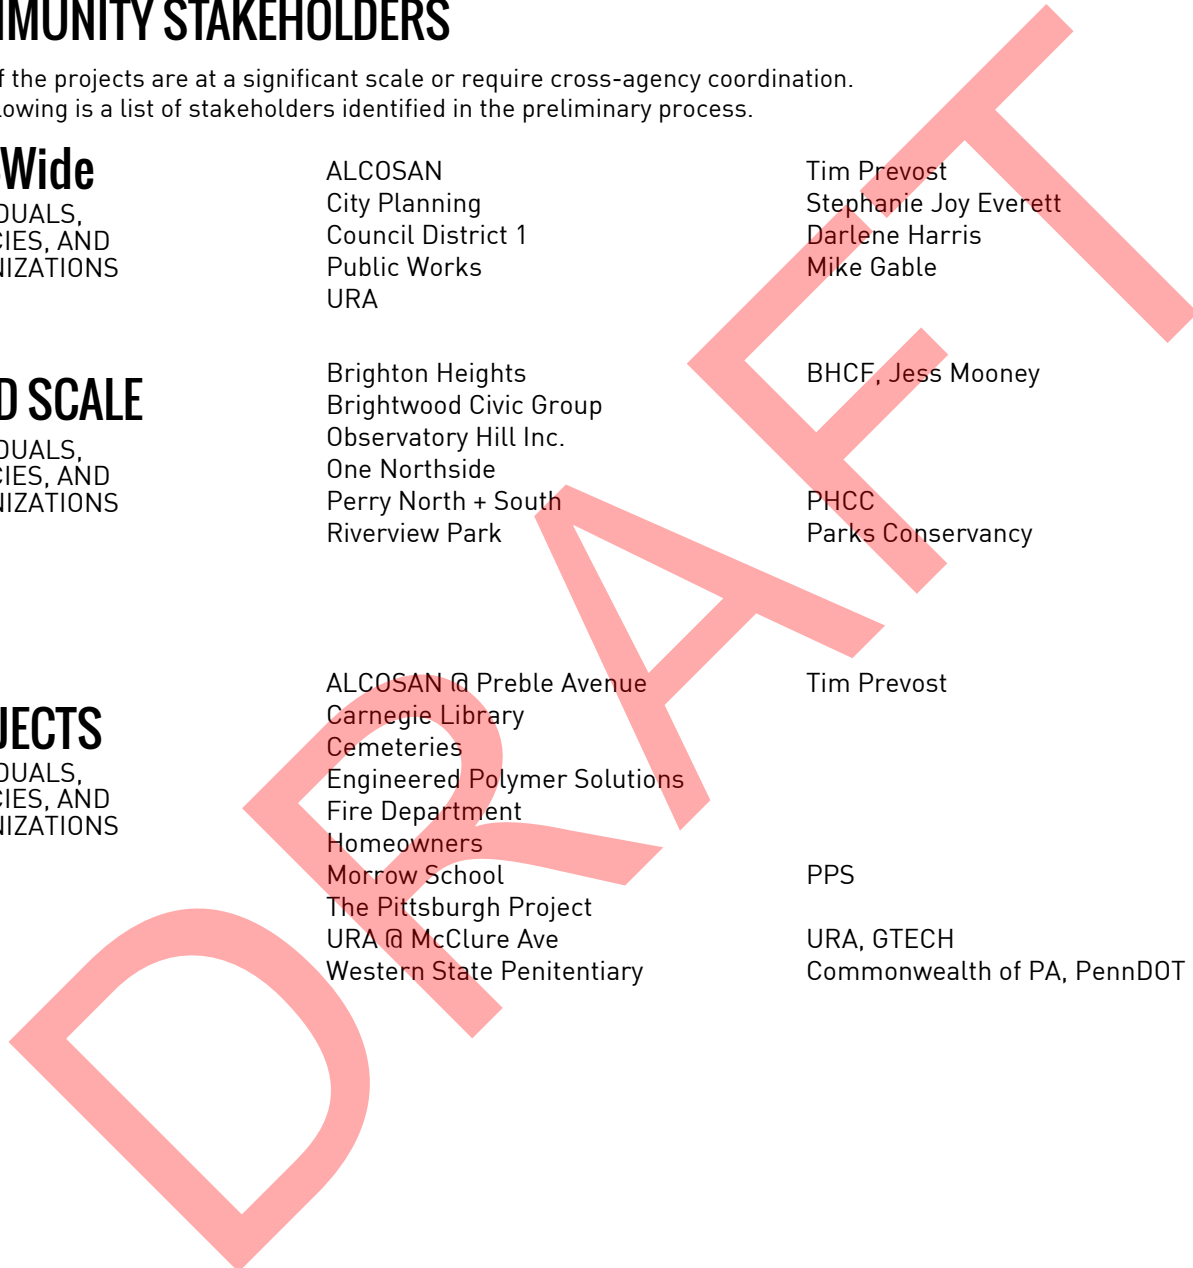 MMUNITY STAKEHOLDERS
f the projects are at a significant scale or require cross-agency coordination.
lowing is a list of stakeholders identified in the preliminary process.
Wide
DUALS,
CIES, AND
NIZATIONS
ALCOSAN Tim Prevost
City Planning Stephanie Joy Everett
Council District 1 Darlene Harris
Public Works Mike Gable
URA
D SCALE
DUALS,
CIES, AND
NIZATIONS
Brighton Heights BHCF, Jess Mooney
Brightwood Civic Group
Observatory Hill Inc.
One Northside
Perry North + South PHCC
Riverview Park Parks Conservancy
JECTS
DUALS,
CIES, AND
NIZATIONS
ALCOSAN @ Preble Avenue Tim Prevost
Carnegie Library
Cemeteries
Engineered Polymer Solutions
Fire Department
Homeowners
Morrow School PPS
The Pittsburgh Project
URA @ McClure Ave URA, GTECH
Western State Penitentiary Commonwealth of PA, PennDOT
DRAFT